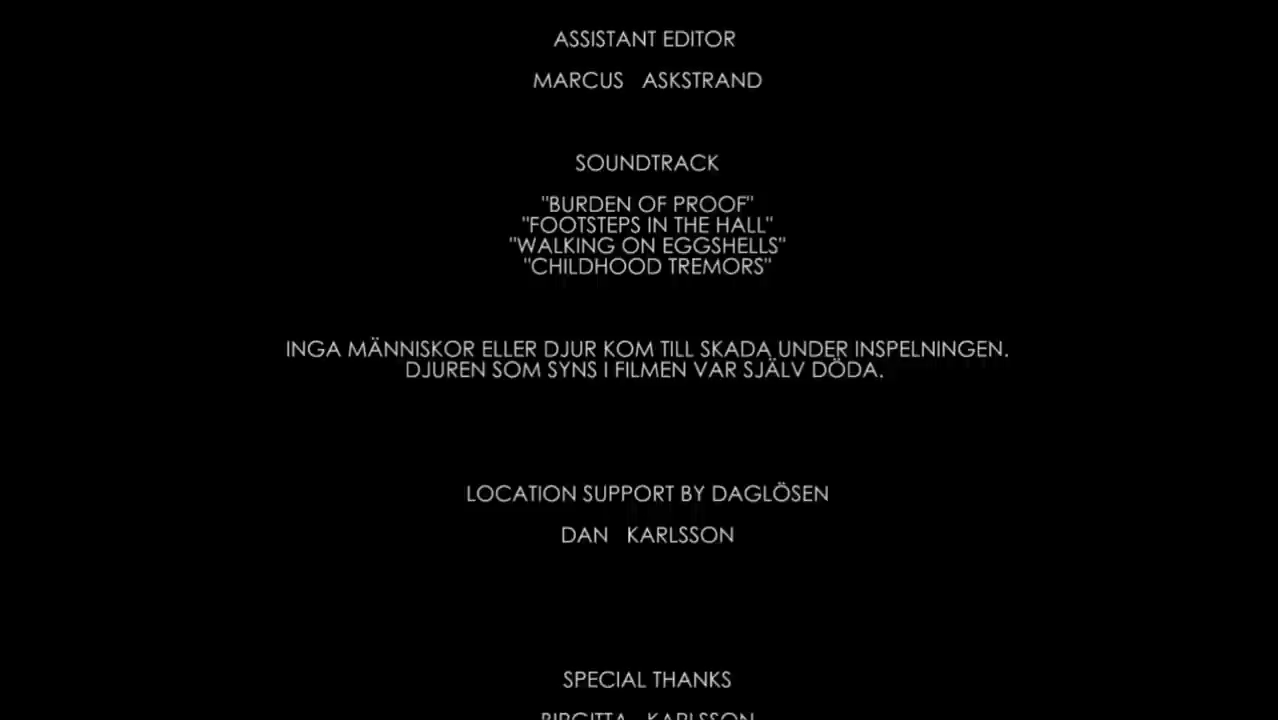 ASSISTANT EDITOR
MARCUS ASKSTRAND
SOUNDTRACK
"BURDEN OF PROOF"
"FOOTSTEPS IN THE HALL"
"WALKING ON EGGSHELLS"
"CHILDHOOD TREMORS"
INGA MÄNNISKOR ELLER DJUR KOM TILL SKADA UNDER INSPELNINGEN.
DJUREN SOM SYNS I FILMEN VAR SJÄLV DÖDA.
LOCATION SUPPORT BY DAGLÖSEN
DAN KARLSSON
SPECIAL THANKS
BIRGITTA KARLSSON